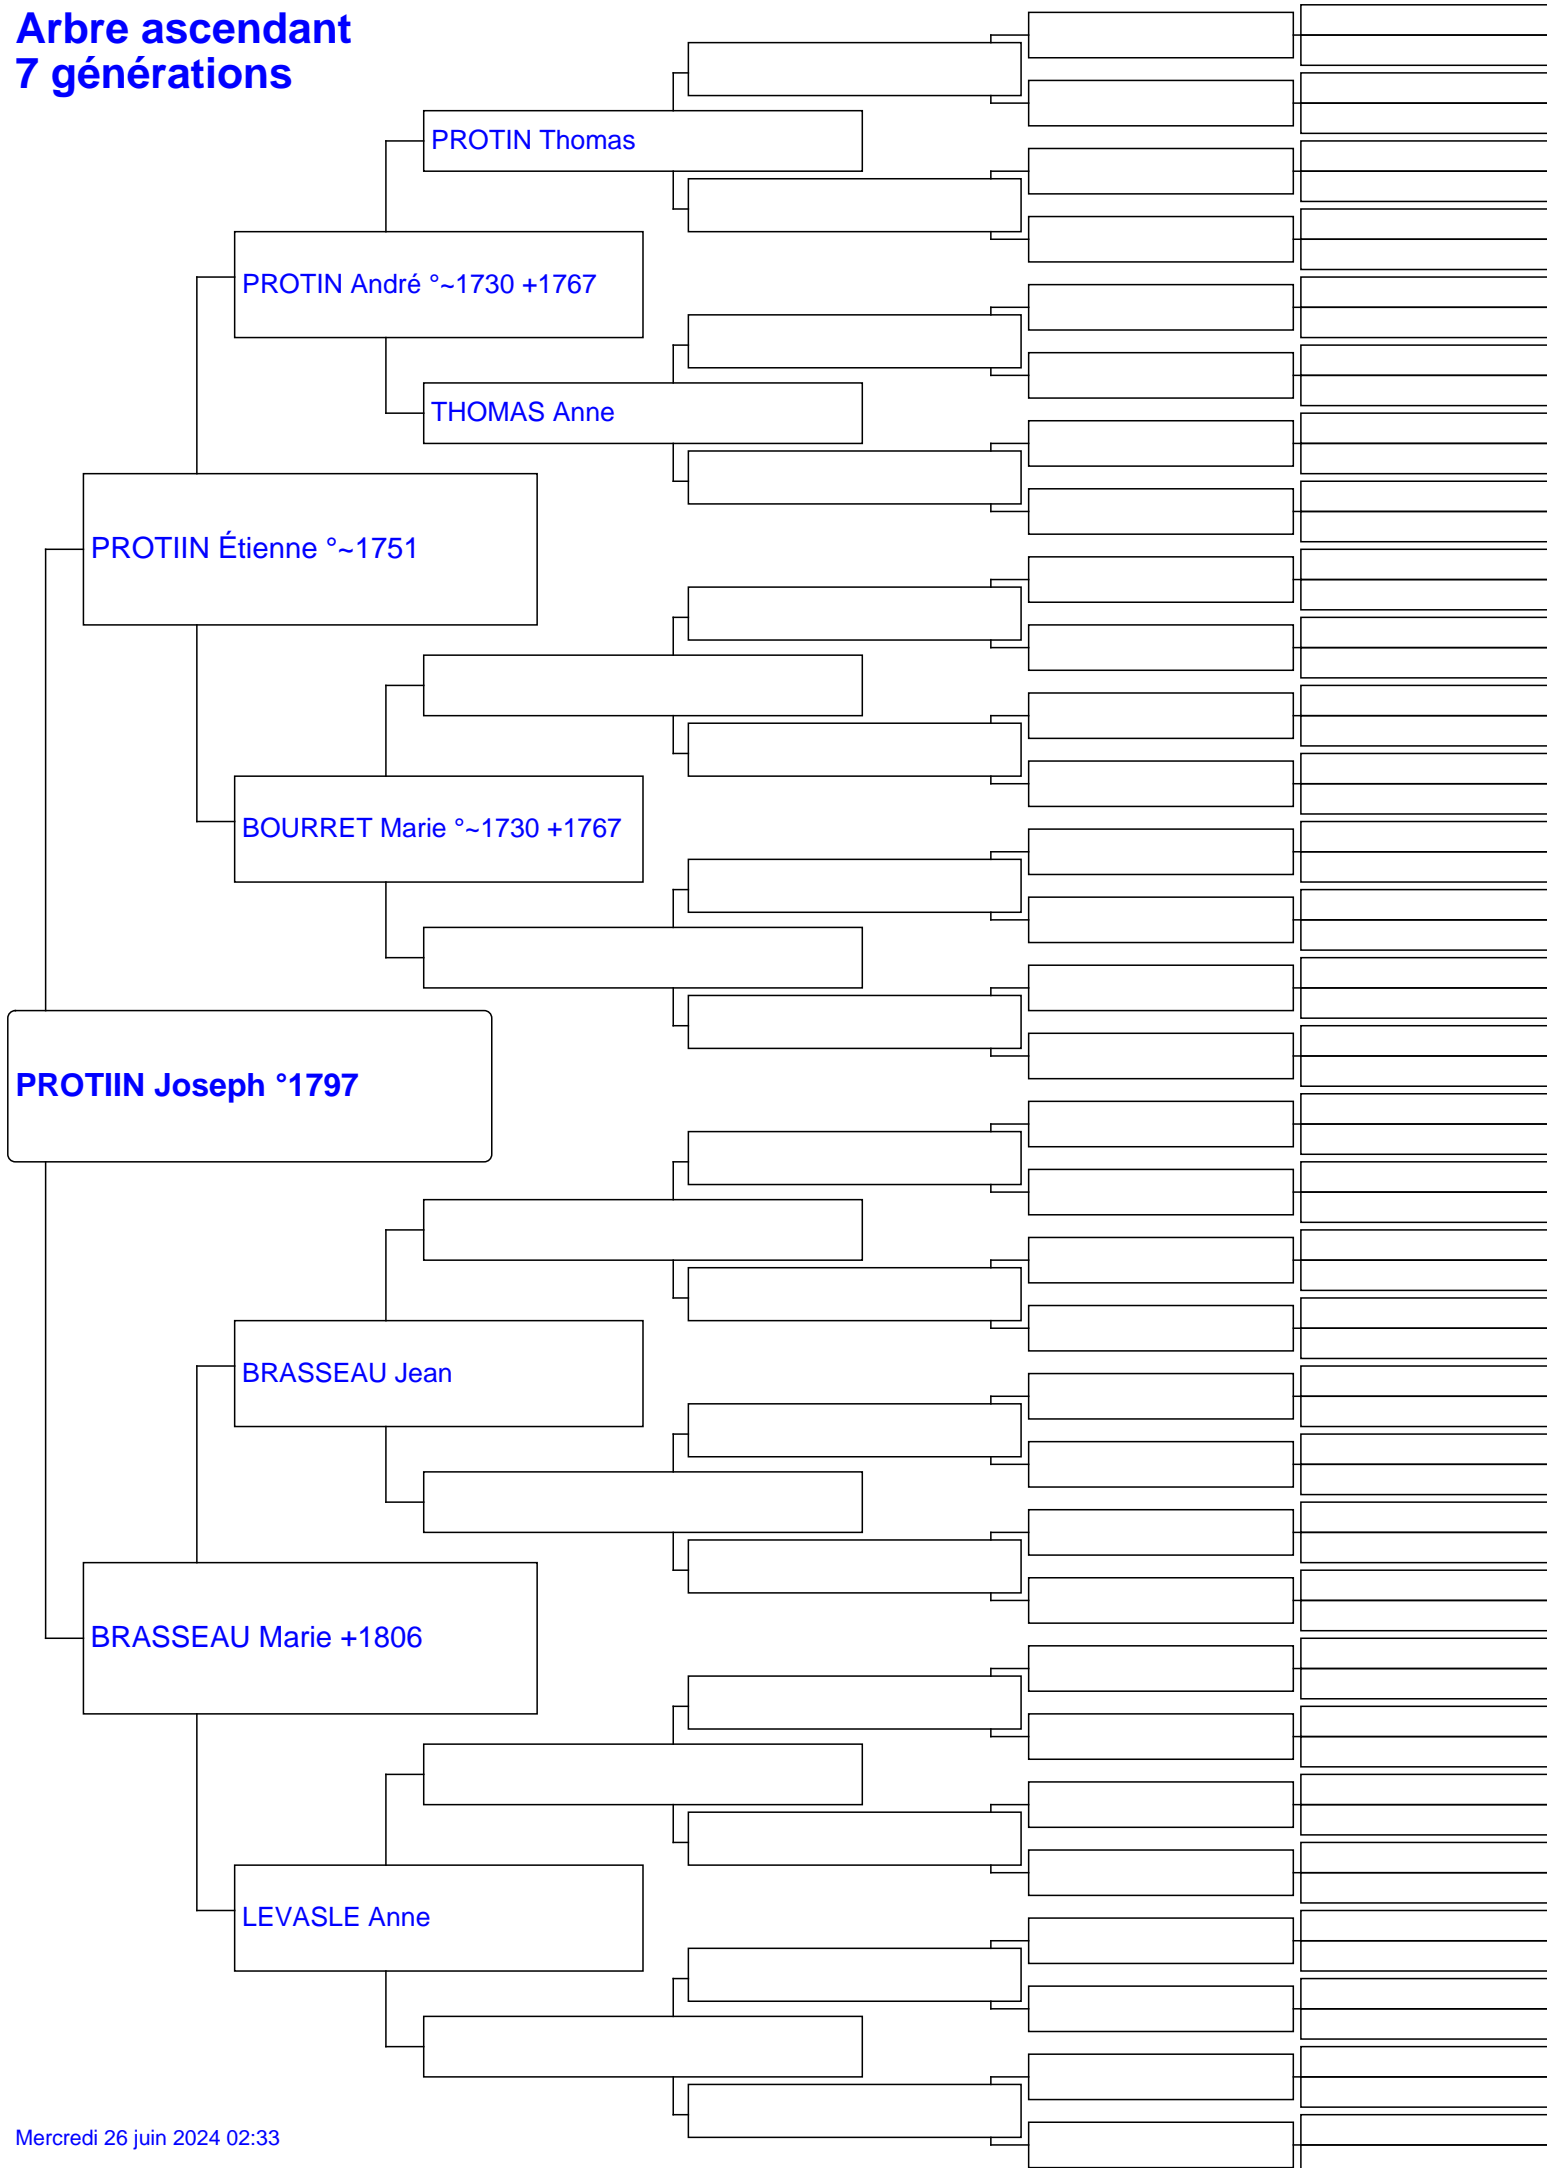 Arbre ascendant
7 générations
PROTIN Thomas
PROTIN André °~1730 +1767
THOMAS Anne
PROTIIN Étienne °~1751
BOURRET Marie °~1730 +1767
PROTIIN Joseph °1797
BRASSEAU Jean
BRASSEAU Marie +1806
LEVASLE Anne
Mercredi 26 juin 2024 02:33